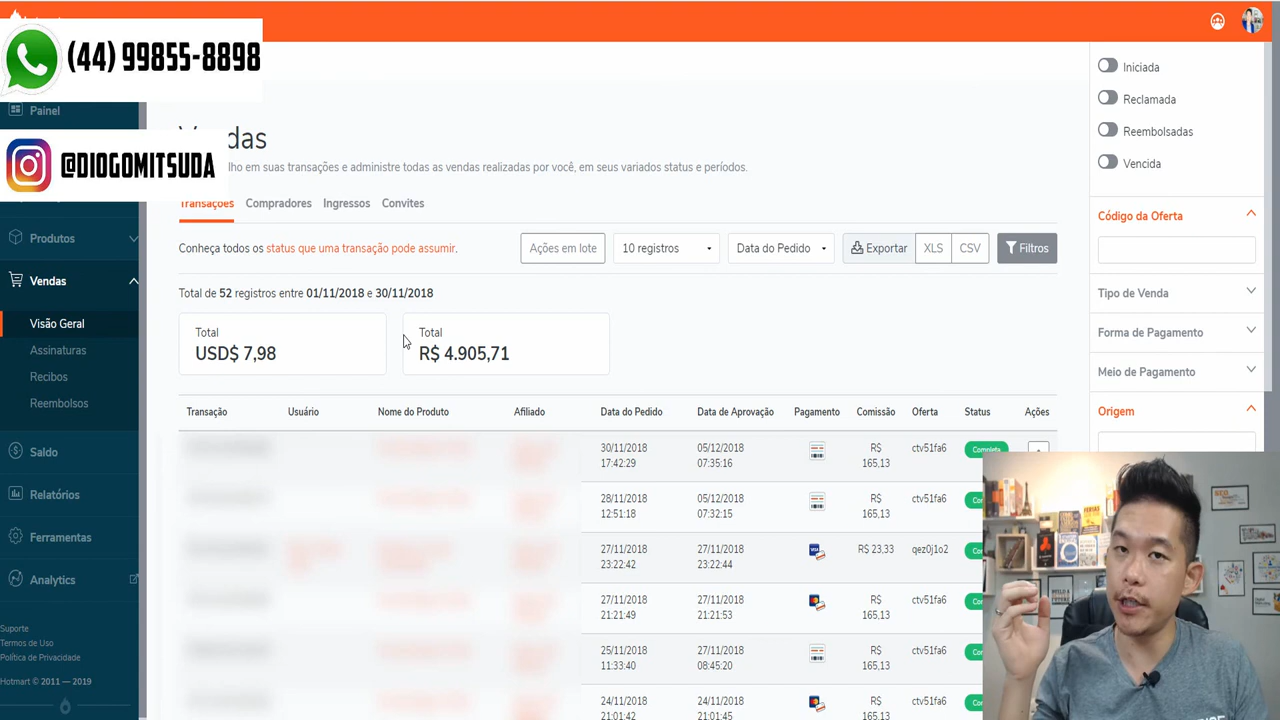 (44) 99855-8898
@DIOGOMITSUDA
Painel
Produtos
Vendas
Visão Geral
Assinaturas
Recibos
Reembolsos
Saldo
Relatórios
Ferramentas
Analytics
Suporte
Termos de Uso
Política de Privacidade
Hotmart © 2011 — 2019
em suas transações e administre todas as vendas realizadas por você, em seus variados status e períodos.
Transações Compradores Ingressos Convites
Conheça todos os status que uma transação pode assumir.
Ações em lote 10 registros Data do Pedido Exportar XLS CSV Filtros
Total de 52 registros entre 01/11/2018 e 30/11/2018
Total
USD$ 7,98
Total
R$ 4.905,71
Transação Usuário Nome do Produto Afiliado Data do Pedido Data de Aprovação Pagamento Comissão Oferta Status Ações
30/11/2018 05/12/2018 R$ ctv51fa6 Completa
17:42:29 07:35:16 165,13
28/11/2018 05/12/2018 R$ ctv51fa6
12:51:18 07:32:15 165,13
27/11/2018 27/11/2018 R$ 23,33 qez0j1o2
23:22:42 23:22:44
27/11/2018 27/11/2018 R$ ctv51fa6
21:21:49 21:21:53 165,13
25/11/2018 27/11/2018 R$ ctv51fa6
11:33:40 08:45:20 165,13
24/11/2018 24/11/2018 R$ ctv51fa6
21:01:42 21:01:45 165,13
Iniciada
Reclamada
Reembolsadas
Vencida
Código da Oferta
Tipo de Venda
Forma de Pagamento
Meio de Pagamento
Origem